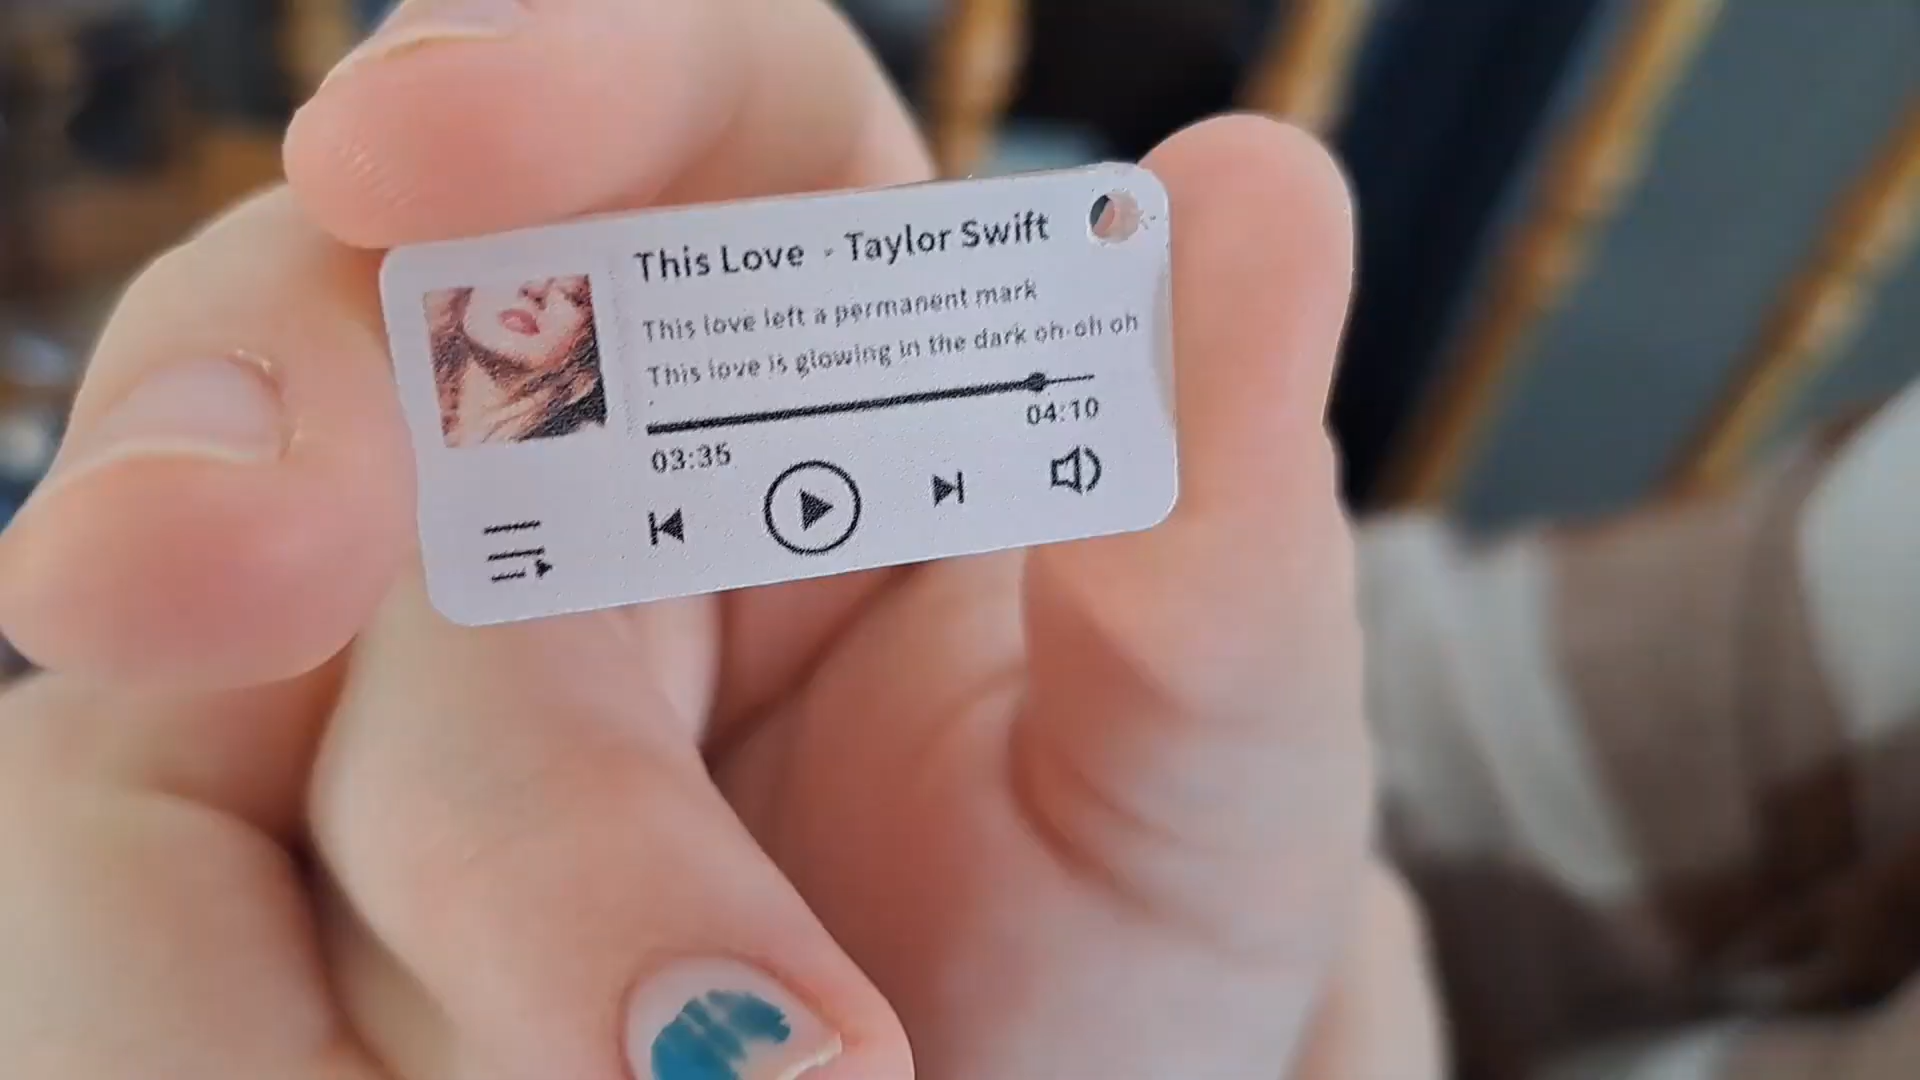 This Love - Taylor Swift
This love left a permanent mark
This love is glowing in the dark oh-oh oh
04:10
03:35